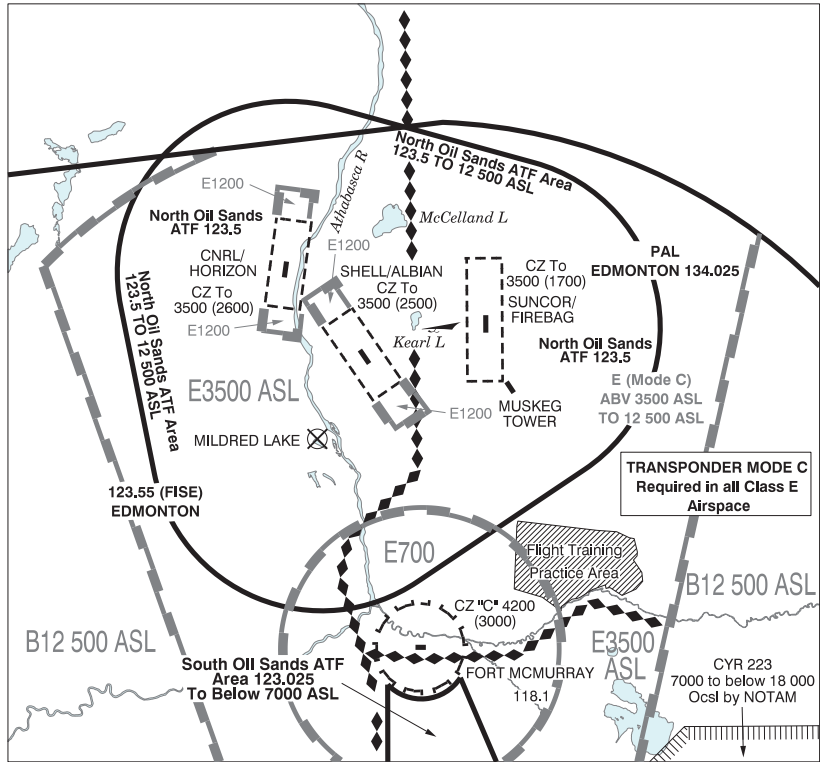 North Oil Sands ATF Area
123.5 TO 12 500 ASL
E1200
Athabasca R
North Oil Sands
ATF 123.5
McCelland L
E1200
CNRL/
HORIZON
CZ To
3500 (2600)
E1200
SHELL/ALBIAN
CZ To
3500 (2500)
CZ To
3500 (1700)
SUNCOR/
FIREBAG
PAL
EDMONTON 134.025
North Oil Sands ATF Area
123.5 TO 12 500 ASL
Kearl L
North Oil Sands
ATF 123.5
E3500 ASL
E (Mode C)
ABV 3500 ASL
TO 12 500 ASL
E1200
MUSKEG
TOWER
MILDRED LAKE
TRANSPONDER MODE C
Required in all Class E
Airspace
123.55 (FISE)
EDMONTON
E700
Flight Training
Practice Area
B12 500 ASL
CZ "C" 4200
(3000)
B12 500 ASL
E3500
ASL
South OIl Sands ATF
Area 123.025
To Below 7000 ASL
FORT MCMURRAY
118.1
CYR 223
7000 to below 18 000
Ocsl by NOTAM